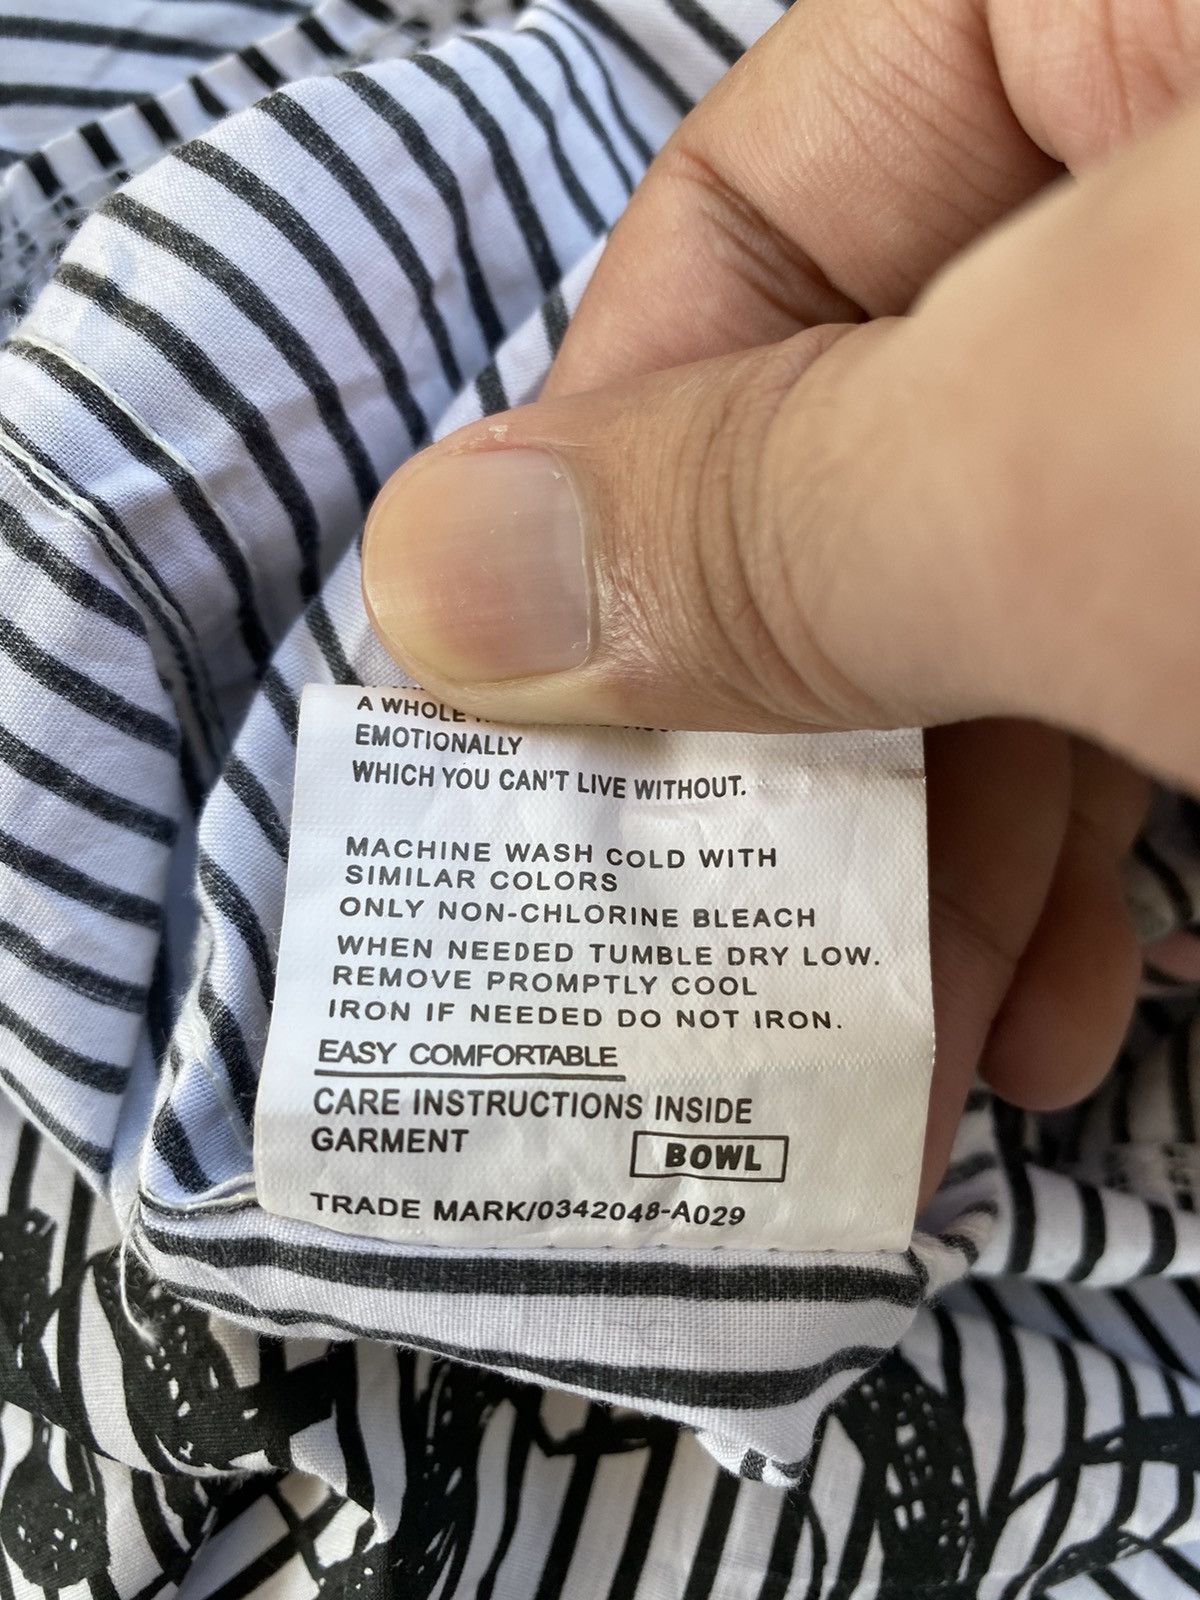 A WHOLE
EMOTIONALLY
WHICH YOU CAN'T LIVE WITHOUT.
MACHINE WASH COLD WITH
SIMILAR COLORS
ONLY NON-CHLORINE BLEACH
WHEN NEEDED TUMBLE DRY LOW.
REMOVE PROMPTLY COOL
IRON IF NEEDED DO NOT IRON.
EASY COMFORTABLE
CARE INSTRUCTIONS INSIDE
GARMENT
BOWL
TRADE MARK/0342048-A029